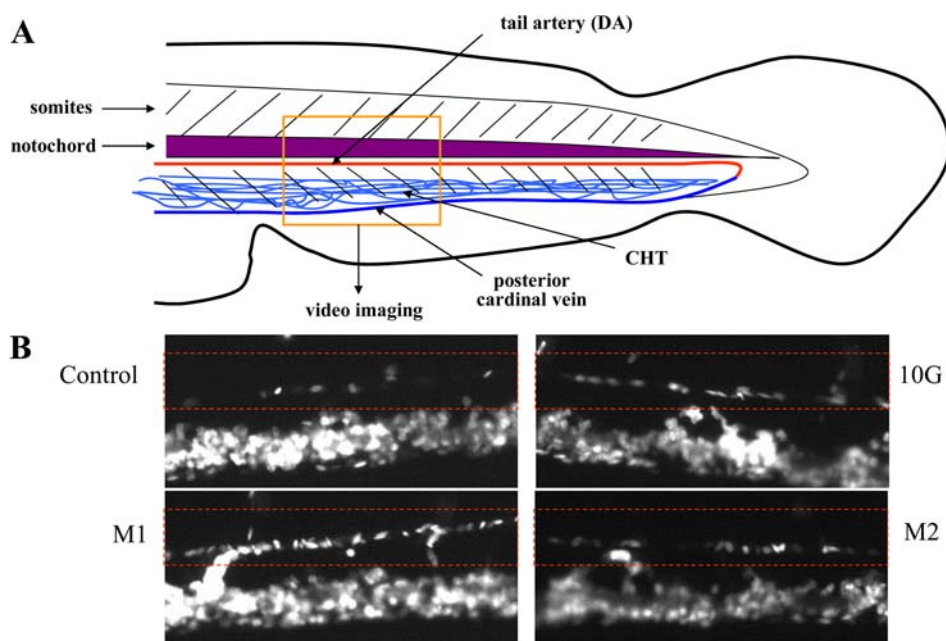 A
tail artery (DA)
somites
notochord
CHT
posterior
cardinal vein
video imaging
B
Control
10G
M1
M2